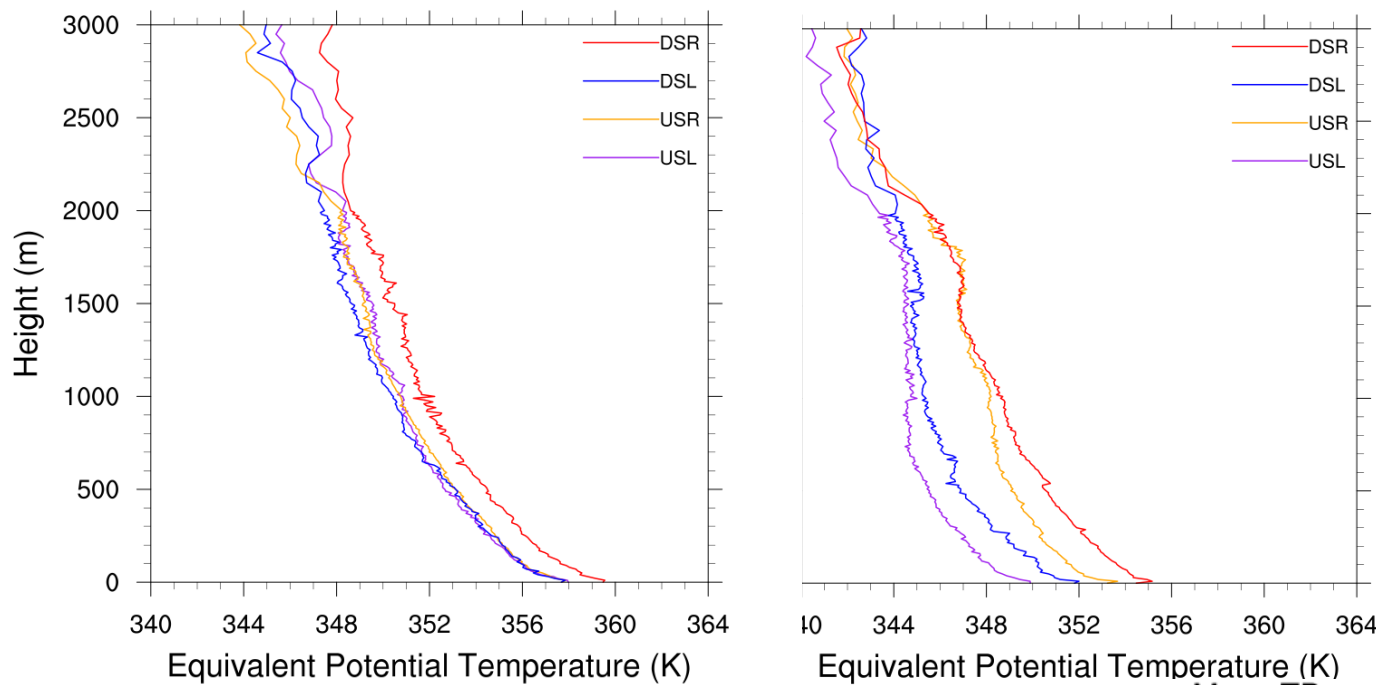 3000
2500
2000
1500
1000
500
0
Height (m)
DSR
DSL
USR
USL
340 344 348 352 356 360 364
Equivalent Potential Temperature (K)
DSR
DSL
USR
USL
40 344 348 352 356 360 364
Equivalent Potential Temperature (K)